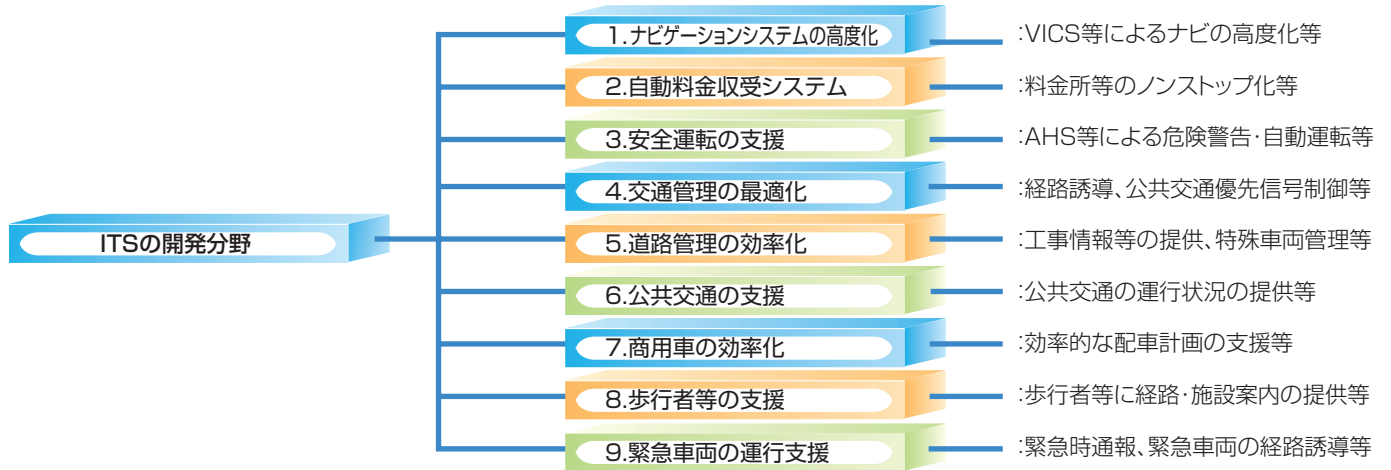 1.ナビゲーションシステムの高度化
:VICS等によるナビの高度化等
2.自動料金収受システム
:料金所等のノンストップ化等
3.安全運転の支援
:AHS等による危険警告・自動運転等
4.交通管理の最適化
:経路誘導、公共交通優先信号制御等
ITSの開発分野
5.道路管理の効率化
:工事情報等の提供、特殊車両管理等
6.公共交通の支援
:公共交通の運行状況の提供等
7.商用車の効率化
:効率的な配車計画の支援等
8.歩行者等の支援
:歩行者等に経路・施設案内の提供等
9.緊急車両の運行支援
:緊急時通報、緊急車両の経路誘導等